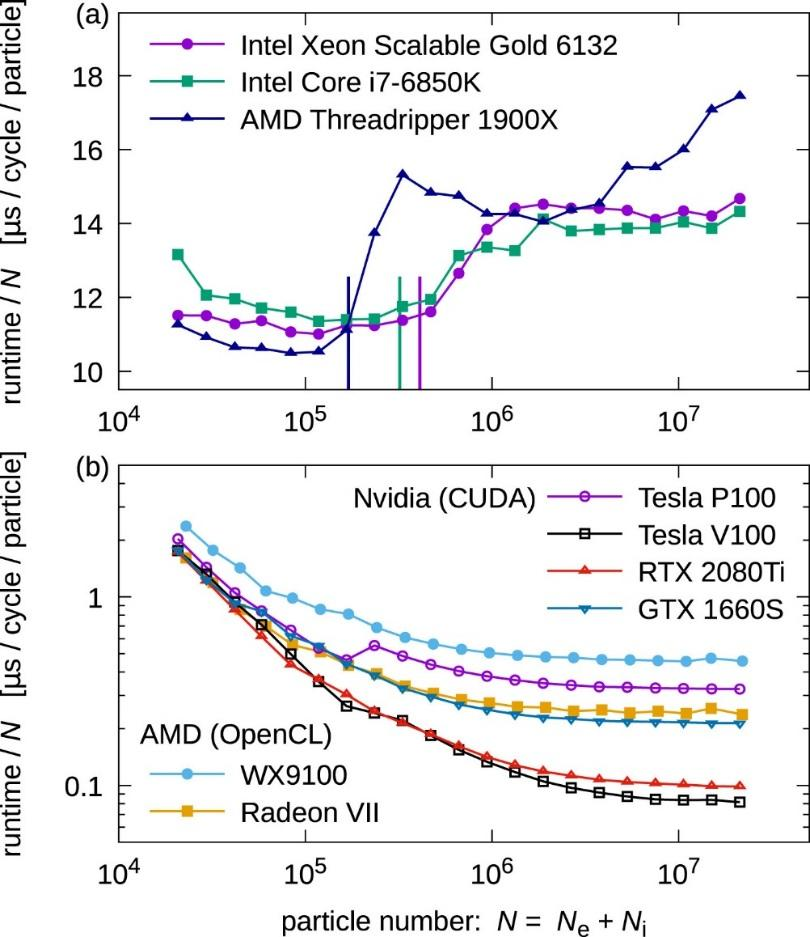 (a)
runtime / N [µs / cycle / particle]
Intel Xeon Scalable Gold 6132
Intel Core i7-6850K
AMD Threadripper 1900X
18
16
14
12
10
10⁴ 10⁵ 10⁶ 10⁷
(b)
runtime / N [µs / cycle / particle]
Nvidia (CUDA) Tesla P100
Tesla V100
RTX 2080Ti
GTX 1660S
1
AMD (OpenCL)
WX9100
Radeon VII
0.1
10⁴ 10⁵ 10⁶ 10⁷
particle number: N = Nₑ + Nᵢ